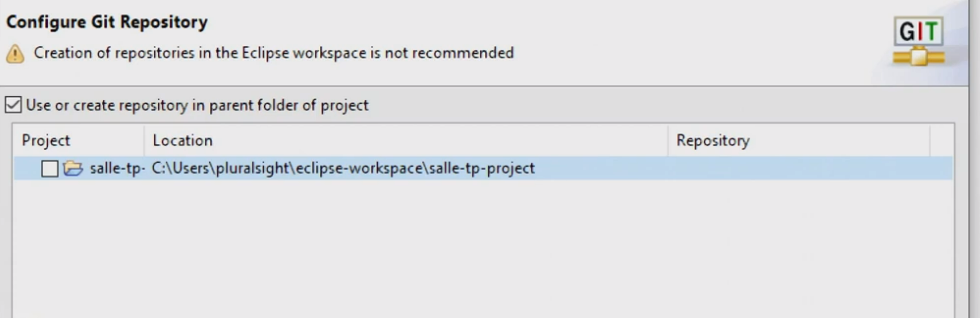 Configure Git Repository
GIT
Creation of repositories in the Eclipse workspace is not recommended
Use or create repository in parent folder of project
Project Location Repository
salle-tp- C:\Users\pluralsight\eclipse-workspace\salle-tp-project